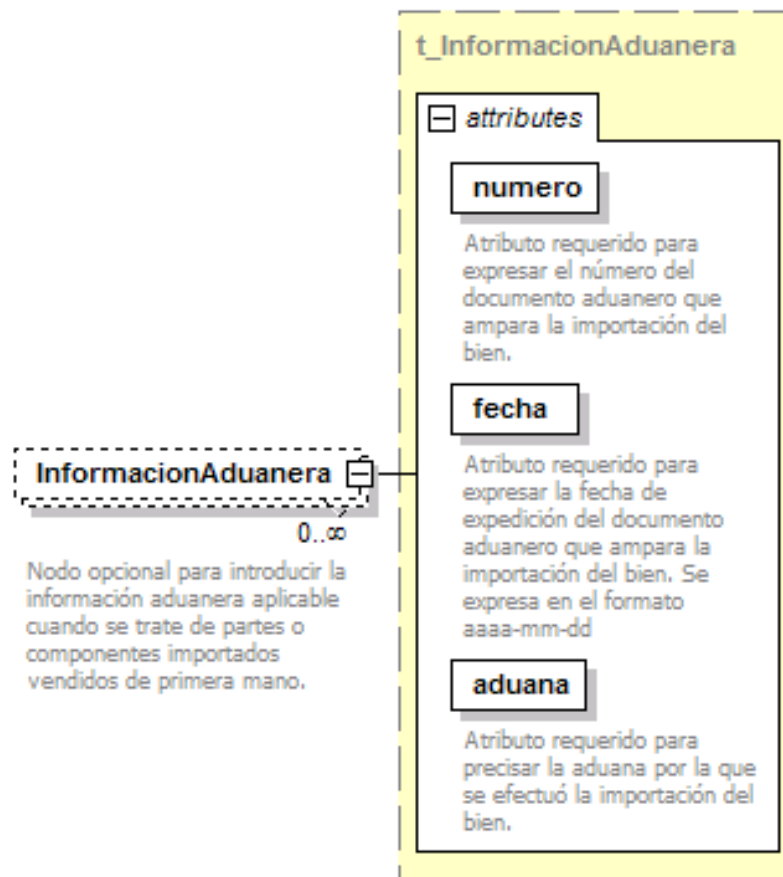 t_InformacionAduanera
attributes
numero
Atributo requerido para
expresar el número del
documento aduanero que
ampara la importación del
bien.
fecha
Atributo requerido para
expresar la fecha de
expedición del documento
aduanero que ampara la
importación del bien. Se
expresa en el formato
aaaa-mm-dd
InformacionAduanera
0..∞
Nodo opcional para introducir la
información aduanera aplicable
cuando se trate de partes o
componentes importados
vendidos de primera mano.
aduana
Atributo requerido para
precisar la aduana por la que
se efectuó la importación del
bien.